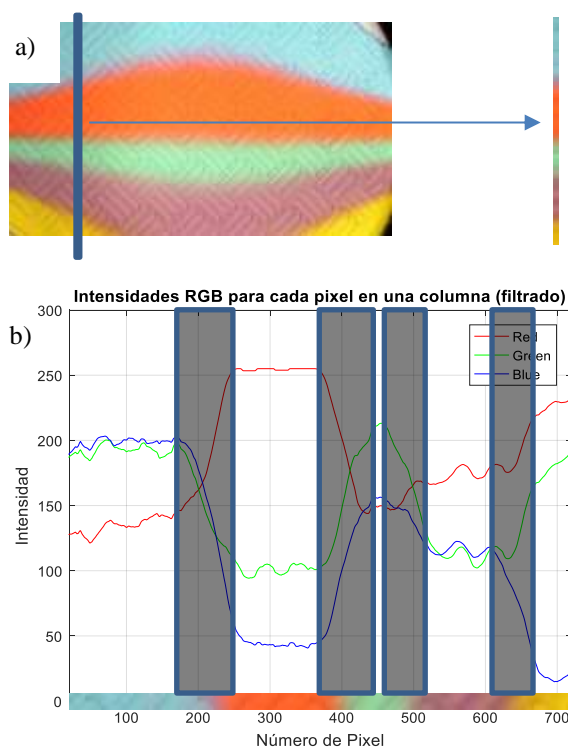 a)
b)
Intensidades RGB para cada pixel en una columna (filtrado)
300
250
200
150
100
50
0
Intensidad
Red
Green
Blue
100 200 300 400 500 600 700
Número de Pixel